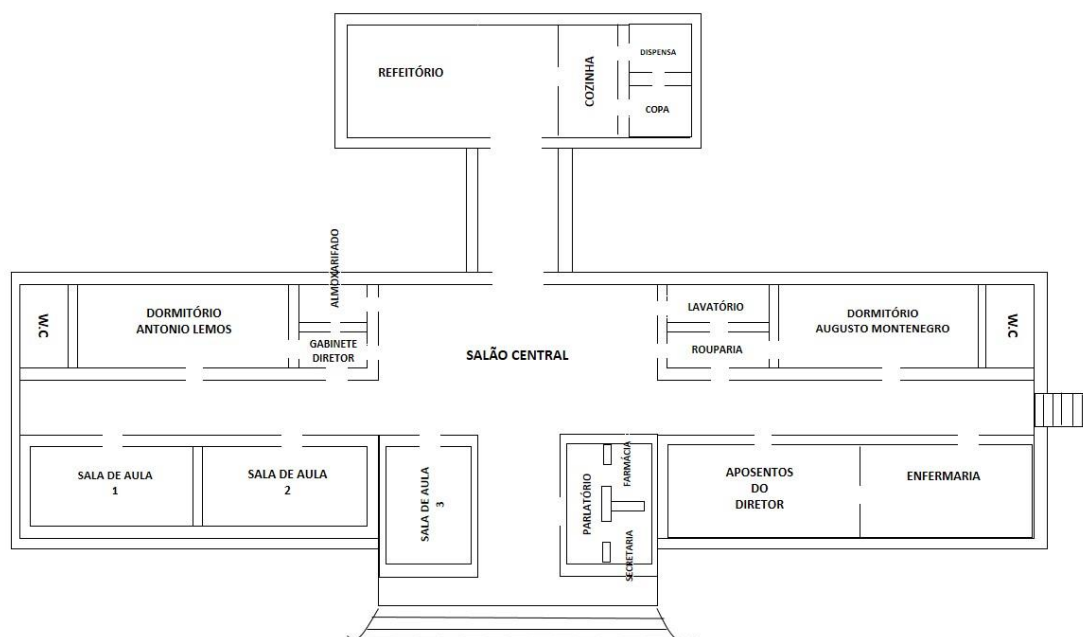 REFEITÓRIO
COZINHA
DISPENSA
COPA
W.C
DORMITÓRIO
ANTONIO LEMOS
ALMOXARIFADO
GABINETE
DIRETOR
SALÃO CENTRAL
LAVATÓRIO
ROUPARIA
DORMITÓRIO
AUGUSTO MONTENEGRO
W.C
SALA DE AULA
1
SALA DE AULA
2
SALA DE AULA
3
PARLATÓRIO
FARMÁCIA
SECRETARIA
APOSENTOS
DO
DIRETOR
ENFERMARIA